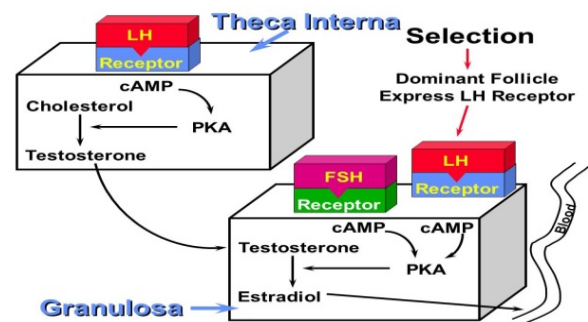 Theca Interna
LH
Receptor
cAMP
Cholesterol
PKA
Testosterone
Selection
Dominant Follicle
Express LH Receptor
FSH
Receptor
LH
Receptor
cAMP
cAMP
Testosterone
PKA
Estradiol
Granulosa
Blood